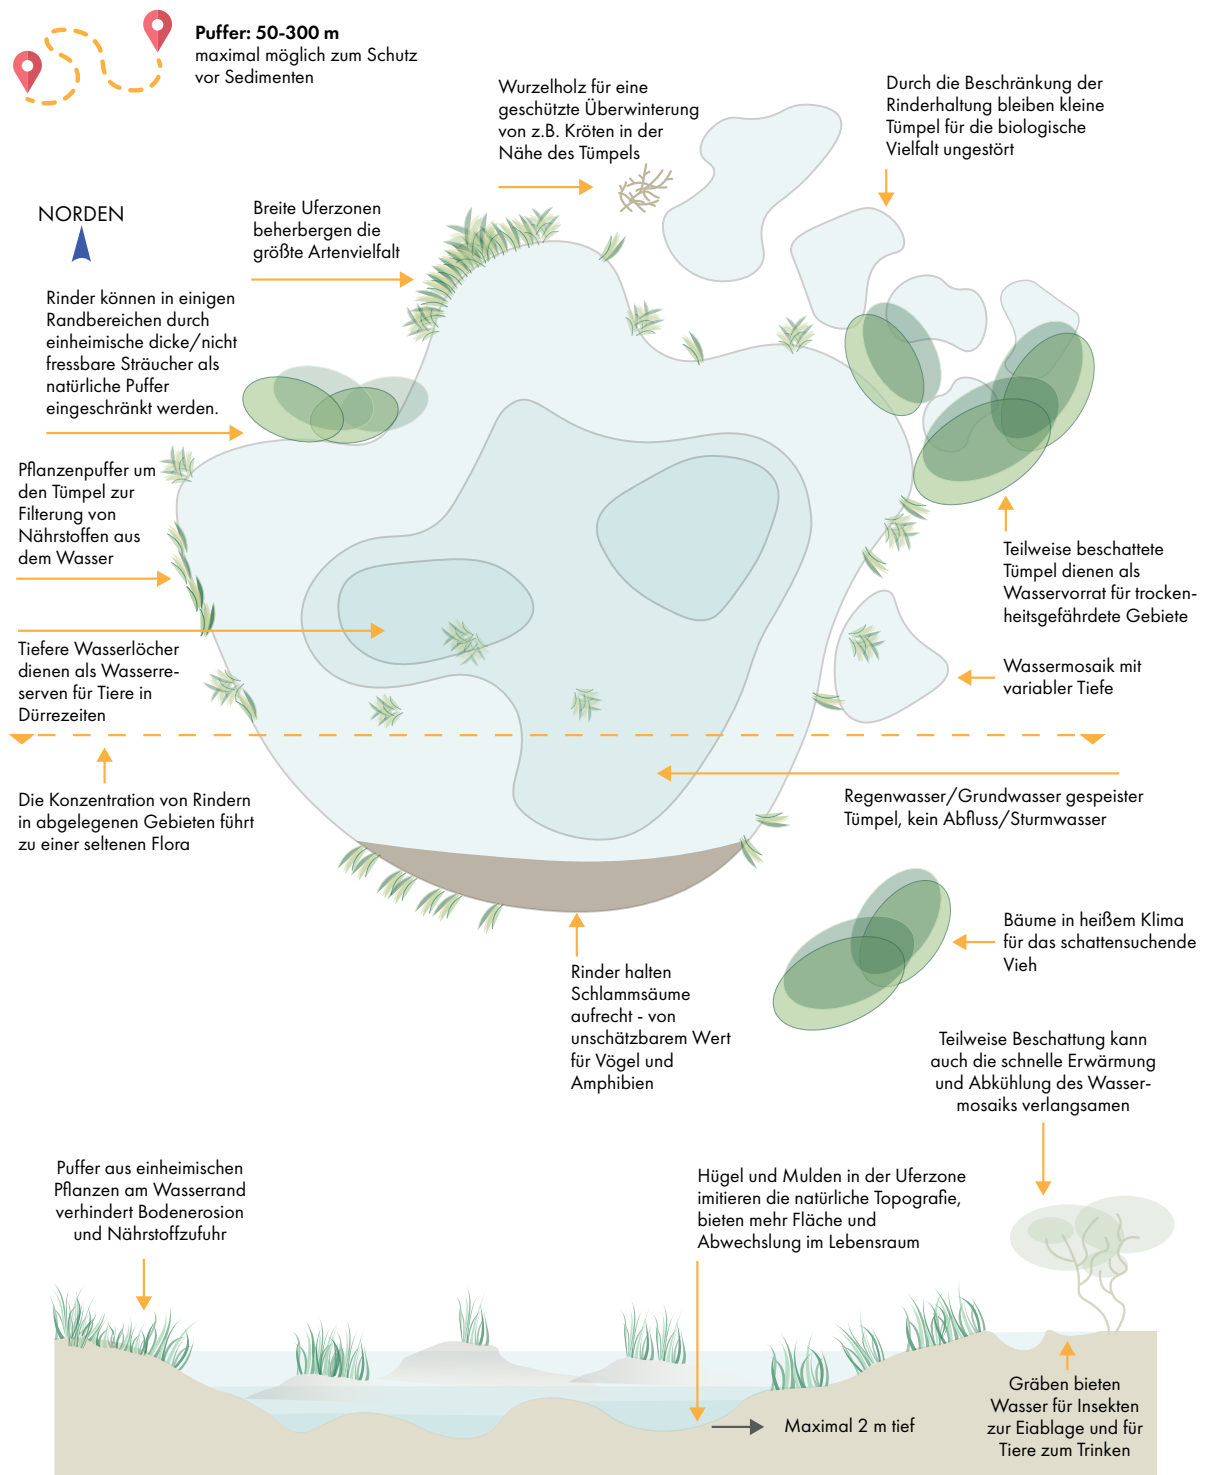 Puffer: 50-300 m
maximal möglich zum Schutz
vor Sedimenten
Wurzelholz für eine
geschützte Überwinterung
von z.B. Kröten in der
Nähe des Tümpels
Durch die Beschränkung der
Rinderhaltung bleiben kleine
Tümpel für die biologische
Vielfalt ungestört
NORDEN
Breite Uferzonen
beherbergen die
größte Artenvielfalt
Rinder können in einigen
Randbereichen durch
einheimische dicke/nicht
fressbare Sträucher als
natürliche Puffer
eingeschränkt werden.
Pflanzenpuffer um
den Tümpel zur
Filterung von
Nährstoffen aus
dem Wasser
Teilweise beschattete
Tümpel dienen als
Wasservorrat für trocken-
heitsgefährdete Gebiete
Tiefere Wasserlöcher
dienen als Wasserre-
serven für Tiere in
Dürrezeiten
Wassermosaik mit
variabler Tiefe
Die Konzentration von Rindern
in abgelegenen Gebieten führt
zu einer seltenen Flora
Regenwasser/Grundwasser gespeister
Tümpel, kein Abfluss/Sturmwasser
Bäume in heißem Klima
für das schattensuchende
Vieh
Rinder halten
Schlammsäume
aufrecht - von
unschätzbarem Wert
für Vögel und
Amphibien
Teilweise Beschattung kann
auch die schnelle Erwärmung
und Abkühlung des Wasser-
mosaiks verlangsamen
Puffer aus einheimischen
Pflanzen am Wasserrand
verhindert Bodenerosion
und Nährstoffzufuhr
Hügel und Mulden in der Uferzone
imitieren die natürliche Topografie,
bieten mehr Fläche und
Abwechslung im Lebensraum
Maximal 2 m tief
Gräben bieten
Wasser für Insekten
zur Eiablage und für
Tiere zum Trinken